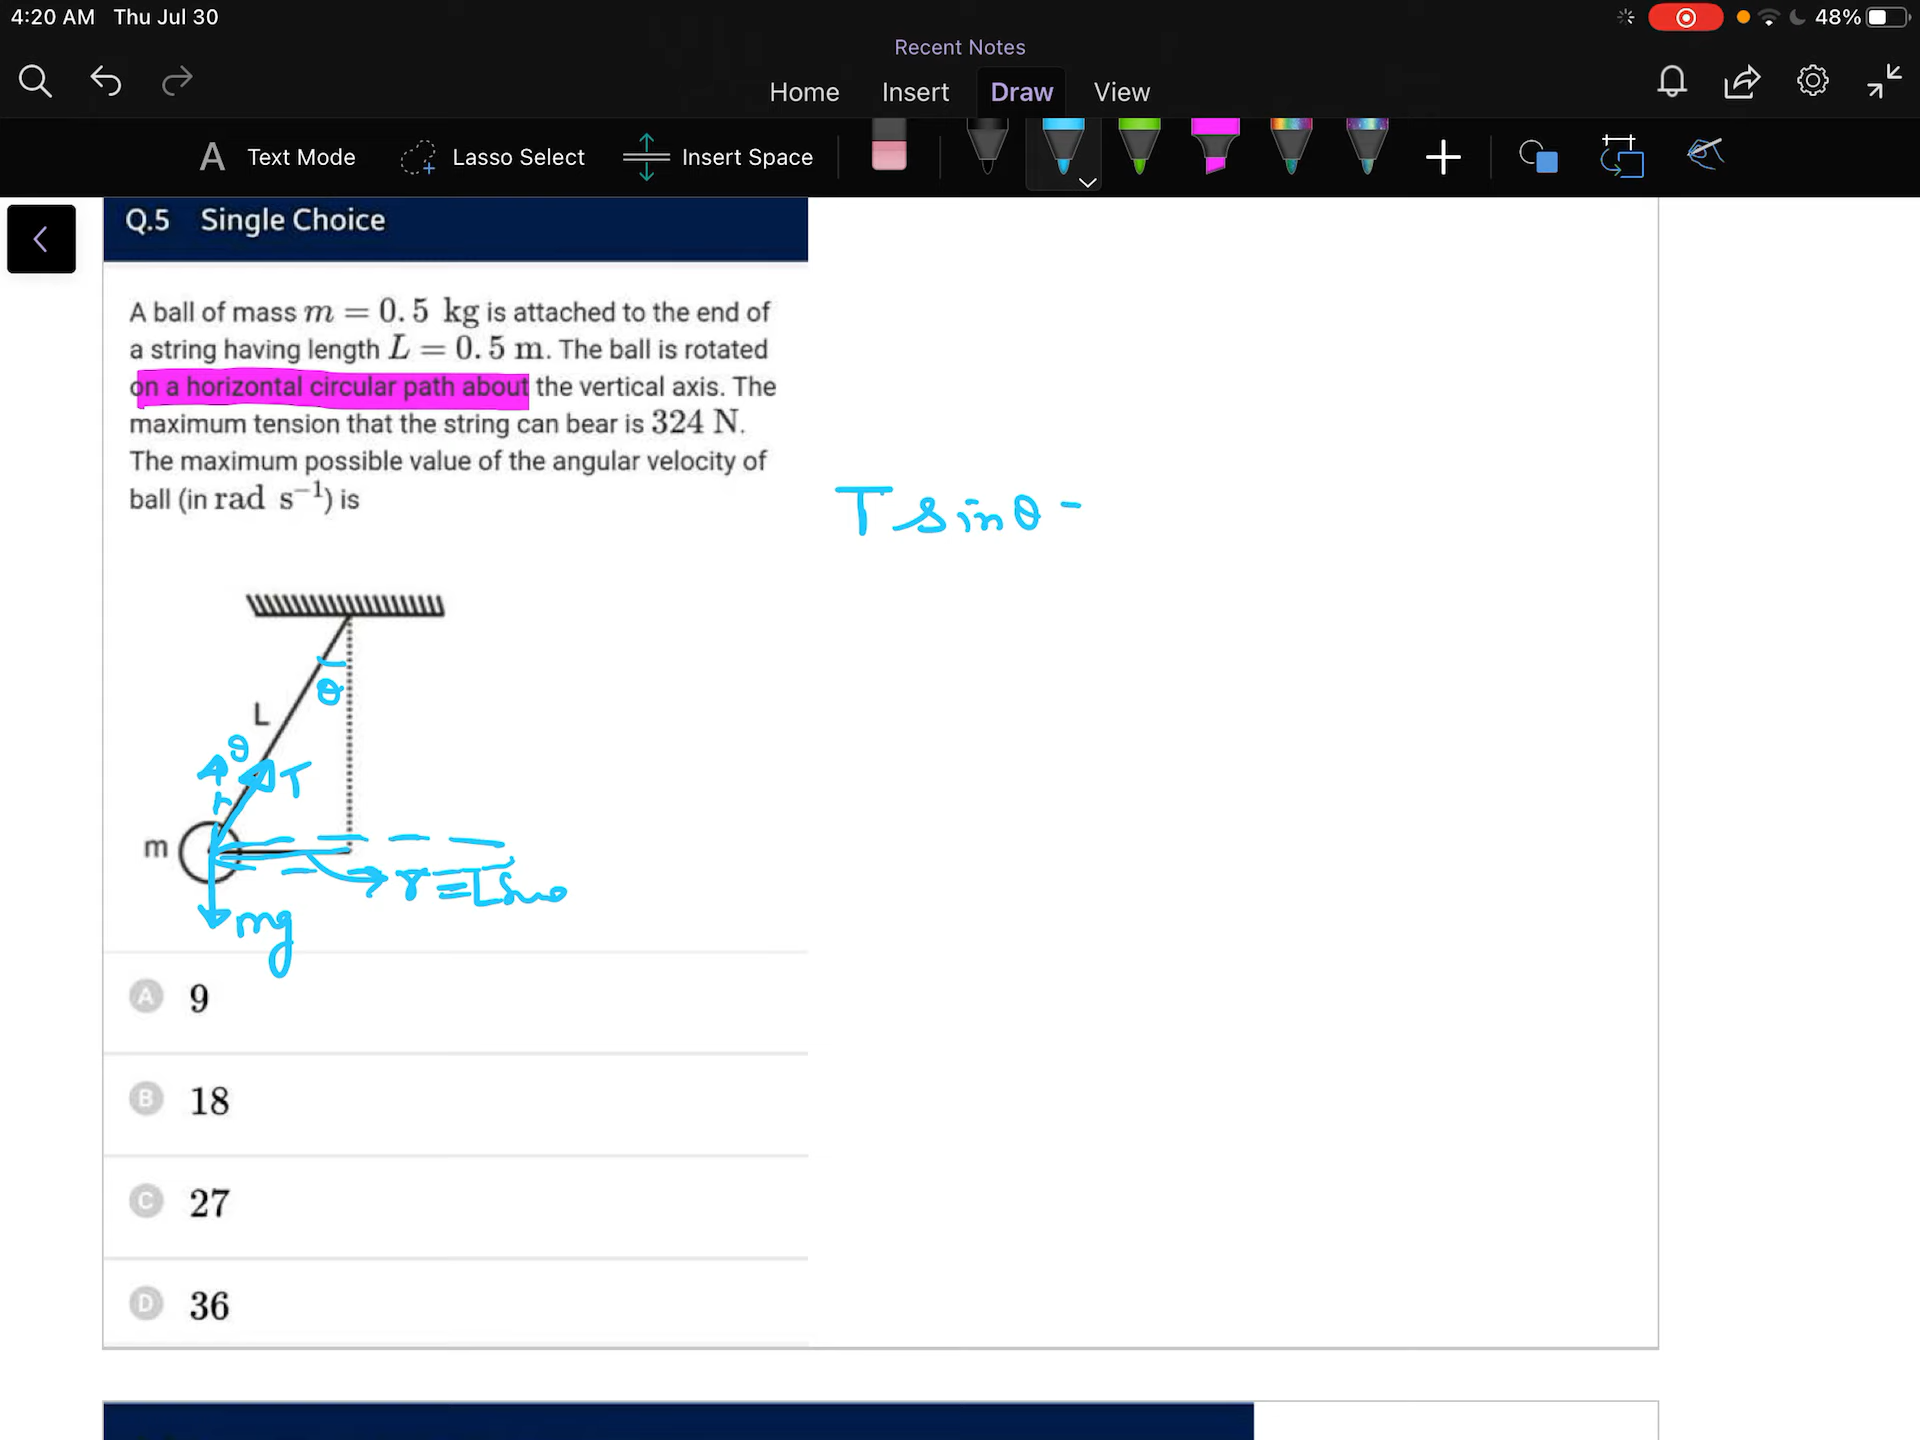 4:20 AM Thu Jul 30
48%
Recent Notes
Home Insert Draw View
A Text Mode Lasso Select Insert Space
Q.5 Single Choice
A ball of mass m = 0.5 kg is attached to the end of
a string having length L = 0.5 m. The ball is rotated
on a horizontal circular path about the vertical axis. The
maximum tension that the string can bear is 324 N.
The maximum possible value of the angular velocity of
ball (in rad s⁻¹) is
T sinθ -
θ
L
θ
T
m
r = L sinθ
mg
A 9
B 18
C 27
D 36